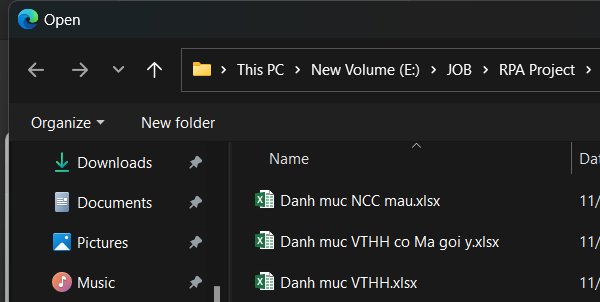 Open
This PC > New Volume (E:) > JOB > RPA Project >
Organize New folder
Downloads
Documents
Pictures
Music
Name Dat
Danh muc NCC mau.xlsx 11/
Danh muc VTHH co Ma goi y.xlsx 11/
Danh muc VTHH.xlsx 11/